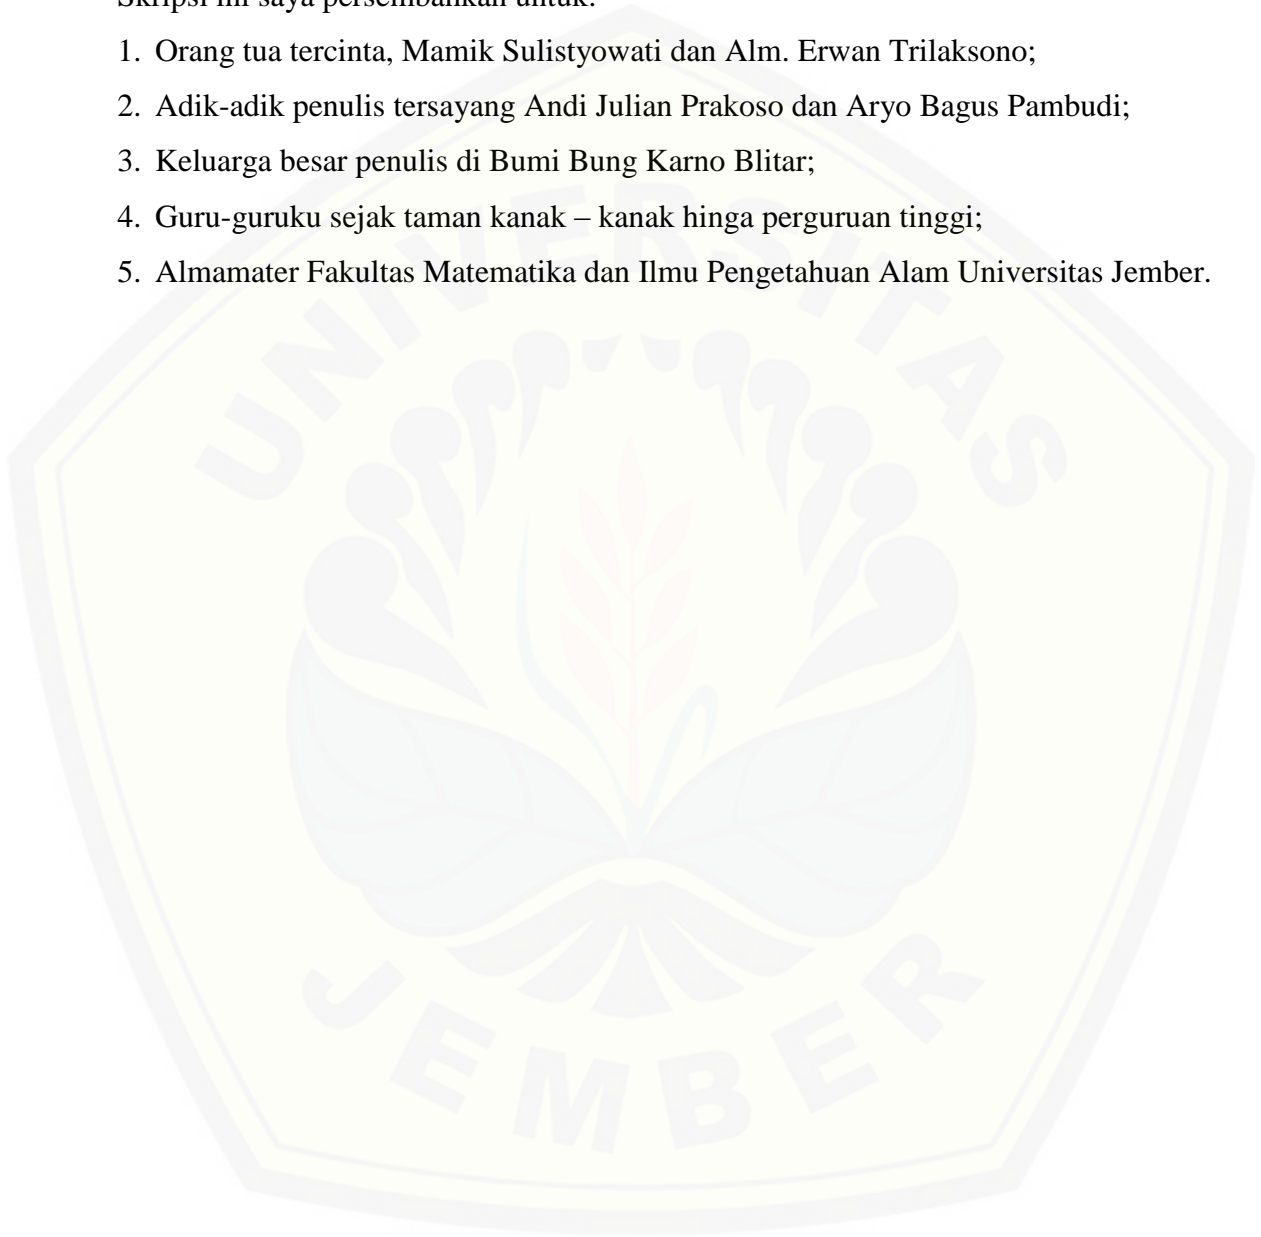 Skripsi ini saya persembahkan untuk:
1. Orang tua tercinta, Mamik Sulistyowati dan Alm. Erwan Trilaksono;
2. Adik-adik penulis tersayang Andi Julian Prakoso dan Aryo Bagus Pambudi;
3. Keluarga besar penulis di Bumi Bung Karno Blitar;
4. Guru-guruku sejak taman kanak – kanak hingga perguruan tinggi;
5. Almamater Fakultas Matematika dan Ilmu Pengetahuan Alam Universitas Jember.
UNIVERSITAS
JEMBER